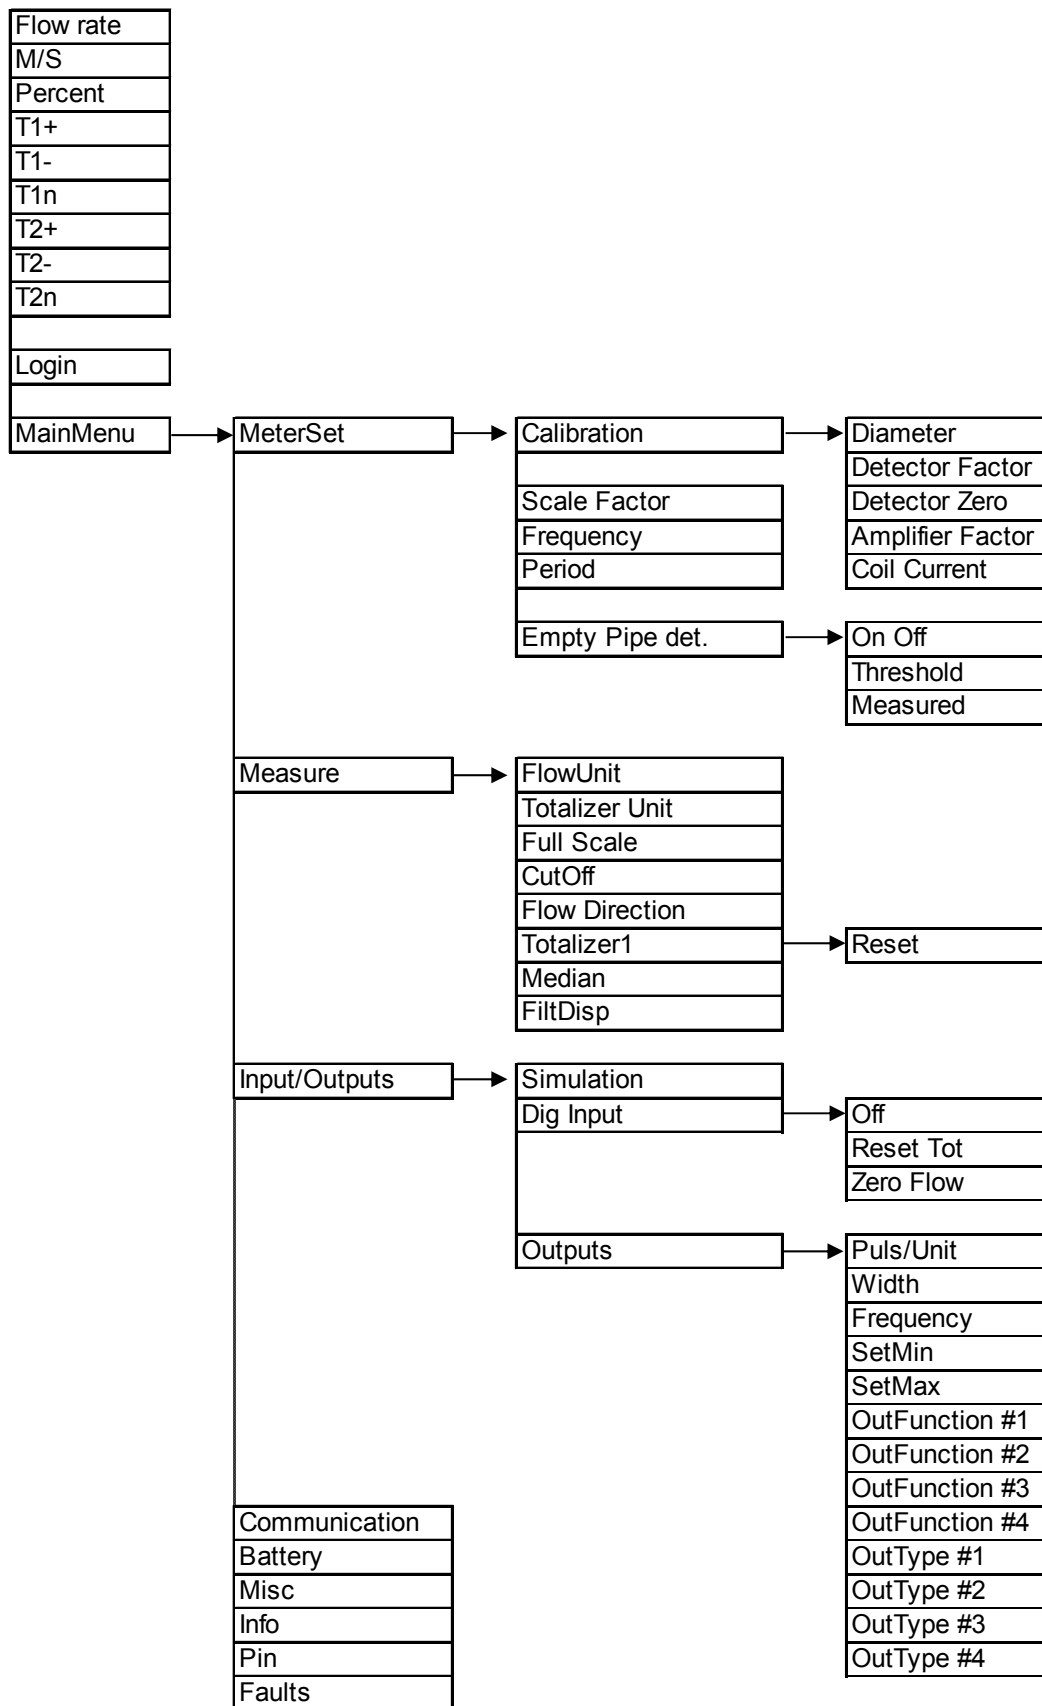 Flow rate
M/S
Percent
T1+
T1-
T1n
T2+
T2-
T2n
Login
MainMenu
MeterSet
Calibration
Diameter
Detector Factor
Scale Factor
Detector Zero
Frequency
Amplifier Factor
Period
Coil Current
Empty Pipe det.
On Off
Threshold
Measured
Measure
FlowUnit
Totalizer Unit
Full Scale
CutOff
Flow Direction
Totalizer1
Reset
Median
FiltDisp
Input/Outputs
Simulation
Dig Input
Off
Reset Tot
Zero Flow
Outputs
Puls/Unit
Width
Frequency
SetMin
SetMax
OutFunction #1
OutFunction #2
OutFunction #3
OutFunction #4
OutType #1
OutType #2
OutType #3
OutType #4
Communication
Battery
Misc
Info
Pin
Faults